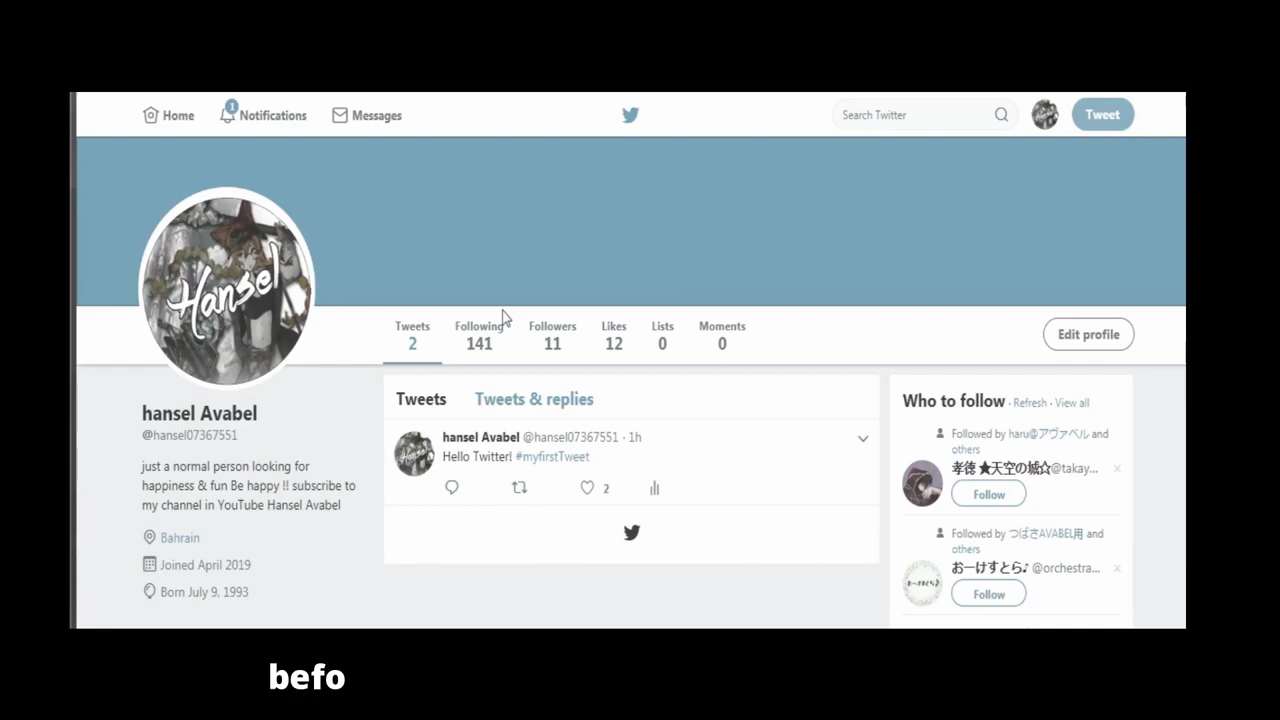 Home
1
Notifications
Messages
Search Twitter
Tweet
Hansel
Tweets
2
Following
141
Followers
11
Likes
12
Lists
0
Moments
0
Edit profile
hansel Avabel
@hansel07367551
just a normal person looking for
happiness & fun Be happy !! subscribe to
my channel in YouTube Hansel Avabel
Bahrain
Joined April 2019
Born July 9, 1993
Tweets Tweets & replies
hansel Avabel @hansel07367551 · 1h
Hello Twitter! #myfirstTweet
2
Who to follow · Refresh · View all
Followed by haru@アヴァベル and
others
孝徳 ★天空の城☆@takay...
Follow
Followed by つばさAVABEL用 and
others
おーけすとら♪ @orchestra...
Follow
befo